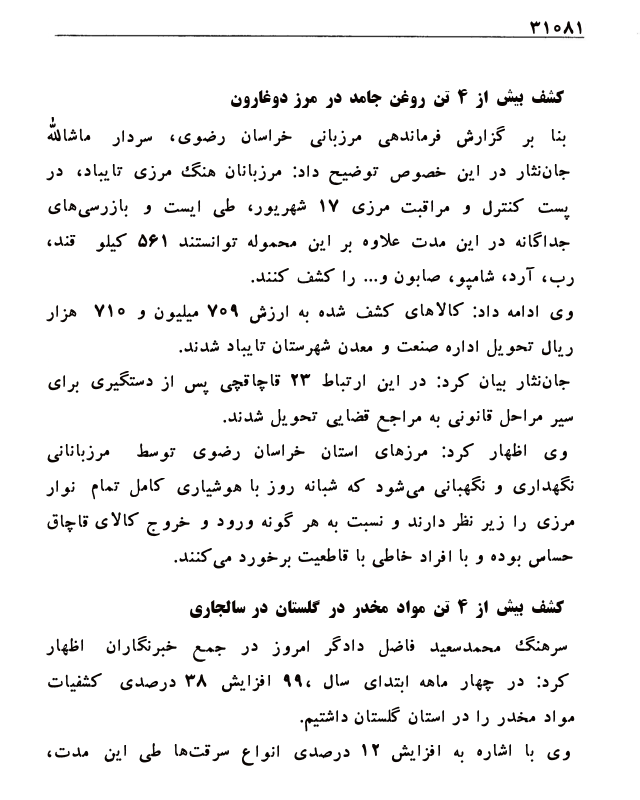 ۳۱۰۸۱
کشف بیش از ۴ تن روغن جامد در مرز دوغارون
بنا بر گزارش فرماندهی مرزبانی خراسان رضوی، سردار ماشالله
جان‌نثار در این خصوص توضیح داد: مرزبانان هنگ مرزی تایباد، در
پست کنترل و مراقبت مرزی ۱۷ شهریور، طی ایست و بازرسی‌های
جداگانه در این مدت علاوه بر این محموله توانستند ۵۶۱ کیلو قند،
رب، آرد، شامپو، صابون و... را کشف کنند.
وی ادامه داد: کالاهای کشف شده به ارزش ۷۰۹ میلیون و ۷۱۰ هزار
ریال تحویل اداره صنعت و معدن شهرستان تایباد شدند.
جان‌نثار بیان کرد: در این ارتباط ۲۳ قاچاقچی پس از دستگیری برای
سیر مراحل قانونی به مراجع قضایی تحویل شدند.
وی اظهار کرد: مرزهای استان خراسان رضوی توسط مرزبانانی
نگهداری و نگهبانی می‌شود که شبانه روز با هوشیاری کامل تمام نوار
مرزی را زیر نظر دارند و نسبت به هر گونه ورود و خروج کالای قاچاق
حساس بوده و با افراد خاطی با قاطعیت برخورد می‌کنند.
کشف بیش از ۴ تن مواد مخدر در گلستان در سالجاری
سرهنگ محمدسعید فاضل دادگر امروز در جمع خبرنگاران اظهار
کرد: در چهار ماهه ابتدای سال ۹۹، افزایش ۳۸ درصدی کشفیات
مواد مخدر را در استان گلستان داشتیم.
وی با اشاره به افزایش ۱۲ درصدی انواع سرقت‌ها طی این مدت،